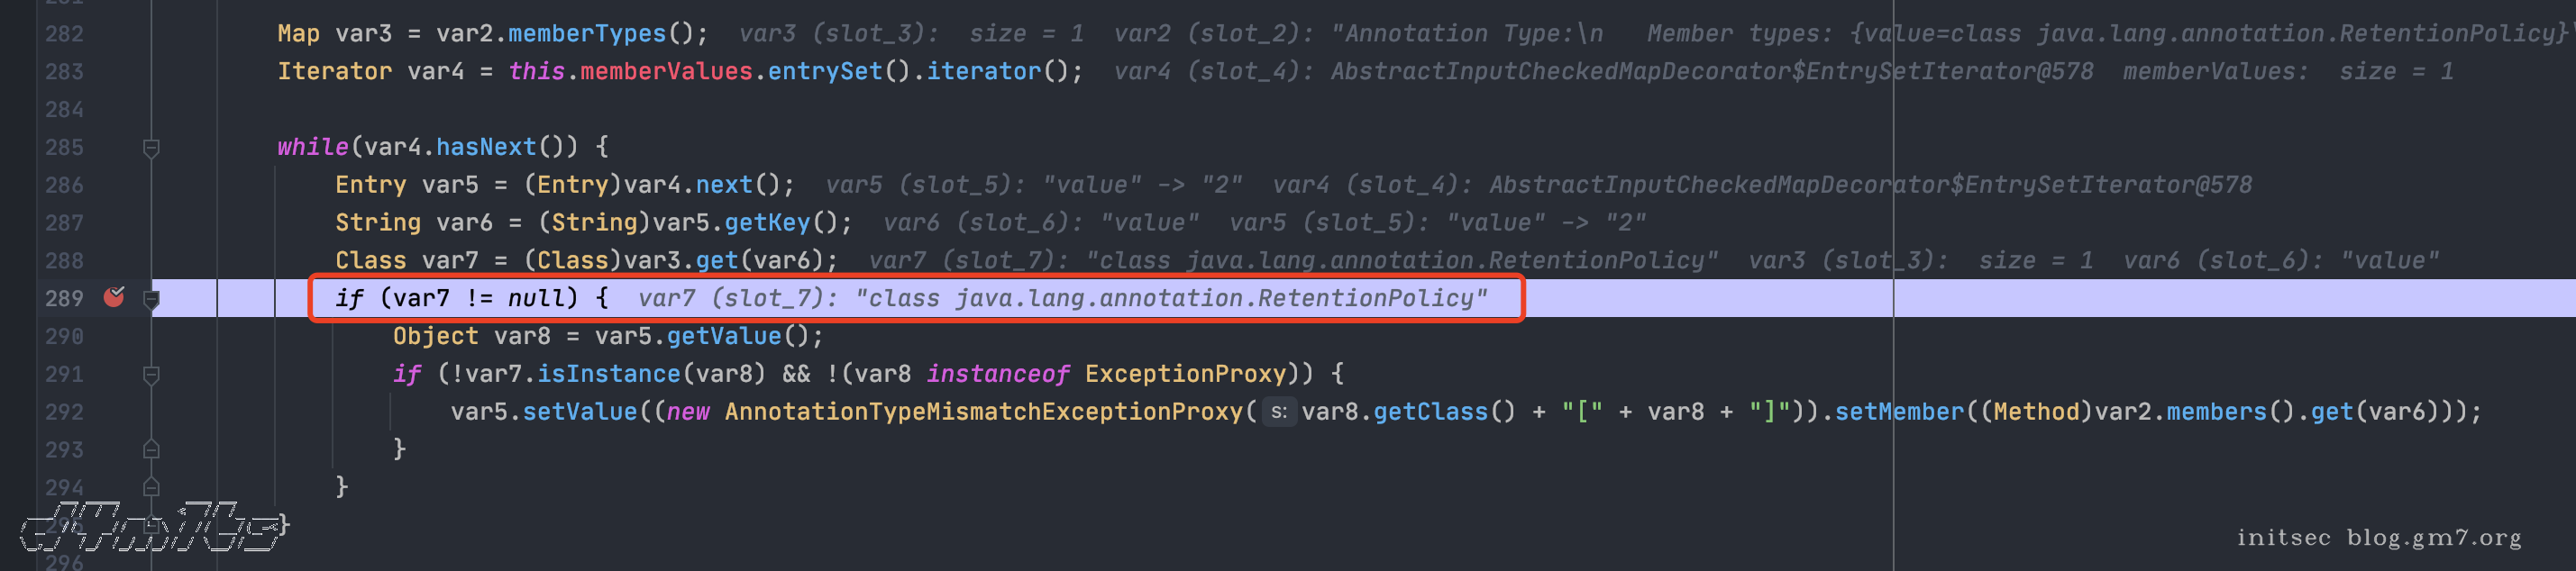 281
282 Map var3 = var2.memberTypes(); var3 (slot_3): size = 1 var2 (slot_2): "Annotation Type:\n Member types: {value=class java.lang.annotation.RetentionPolicy}\
283 Iterator var4 = this.memberValues.entrySet().iterator(); var4 (slot_4): AbstractInputCheckedMapDecorator$EntrySetIterator@578 memberValues: size = 1
284
285 while(var4.hasNext()) {
286 Entry var5 = (Entry)var4.next(); var5 (slot_5): "value" -> "2" var4 (slot_4): AbstractInputCheckedMapDecorator$EntrySetIterator@578
287 String var6 = (String)var5.getKey(); var6 (slot_6): "value" var5 (slot_5): "value" -> "2"
288 Class var7 = (Class)var3.get(var6); var7 (slot_7): "class java.lang.annotation.RetentionPolicy" var3 (slot_3): size = 1 var6 (slot_6): "value"
289 if (var7 != null) { var7 (slot_7): "class java.lang.annotation.RetentionPolicy"
290 Object var8 = var5.getValue();
291 if (!var7.isInstance(var8) && !(var8 instanceof ExceptionProxy)) {
292 var5.setValue((new AnnotationTypeMismatchExceptionProxy( s: var8.getClass() + "[" + var8 + "]")).setMember((Method)var2.members().get(var6)));
293 }
294 }
295 }
296
initsec blog.gm7.org